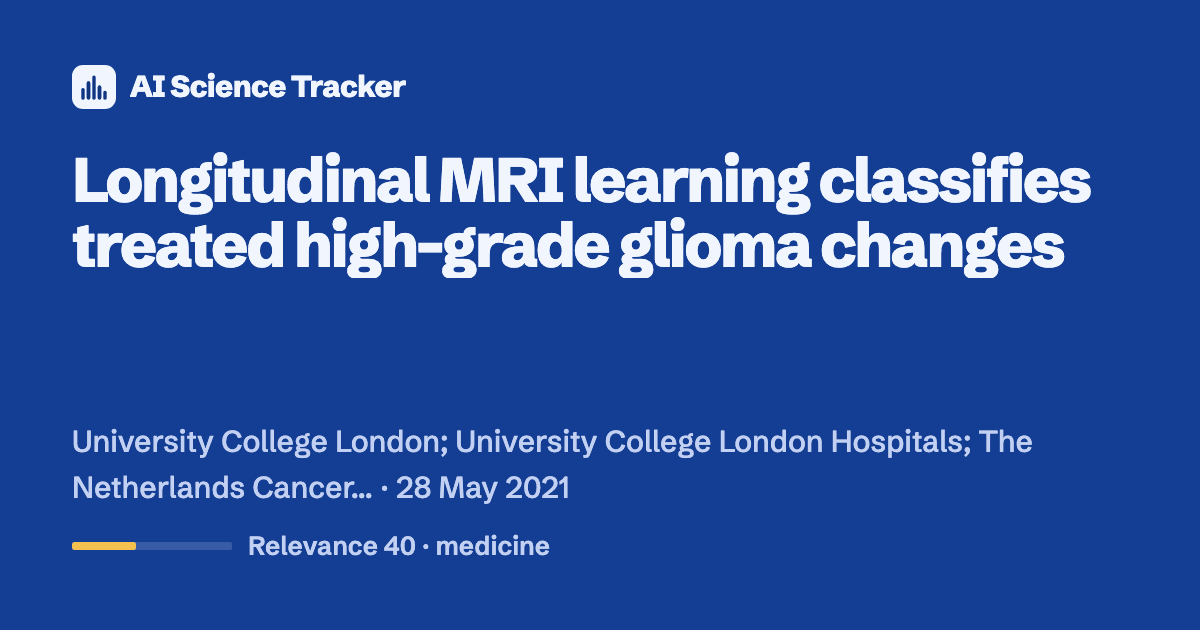 AI Science Tracker
Longitudinal MRI learning classifies
treated high-grade glioma changes
University College London; University College London Hospitals; The
Netherlands Cancer... · 28 May 2021
Relevance 40 · medicine